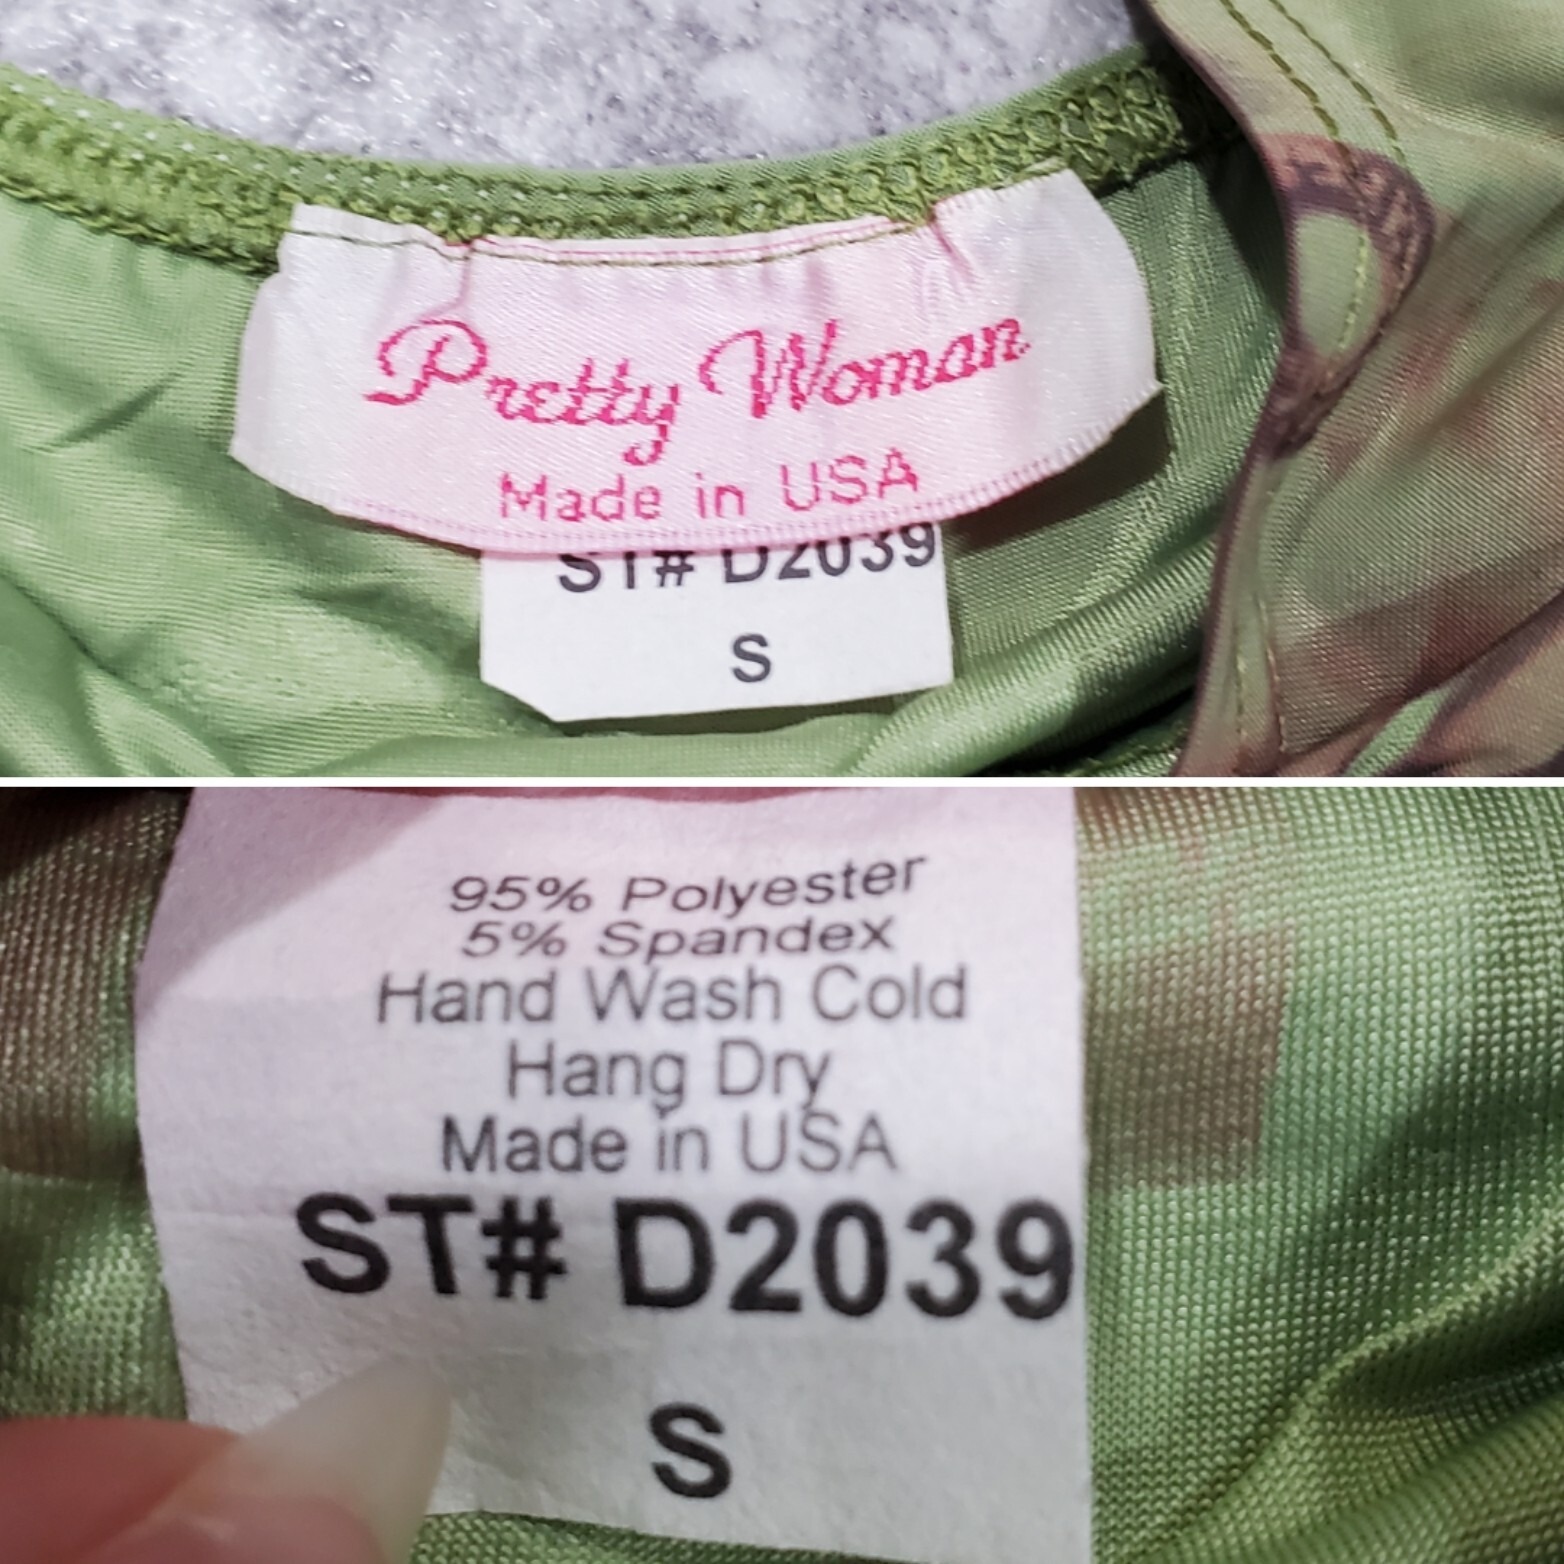 Pretty Woman
Made in USA
ST# D2039
S
95% Polyester
5% Spandex
Hand Wash Cold
Hang Dry
Made in USA
ST# D2039
S